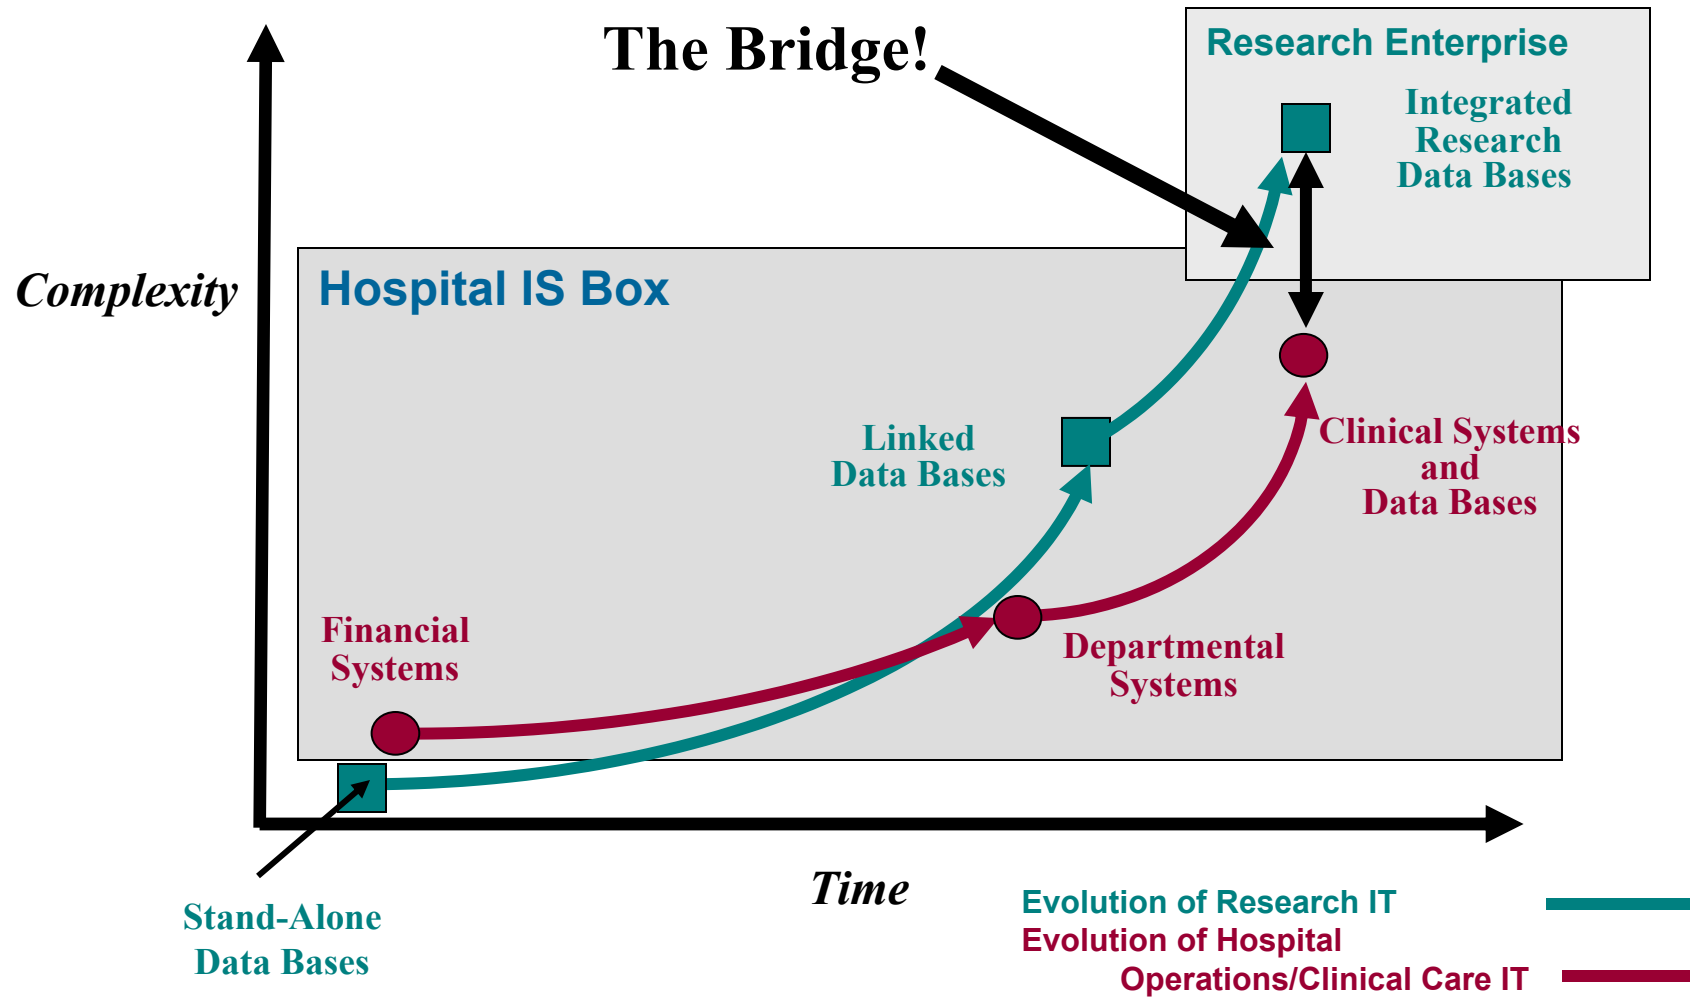 The Bridge!
Research Enterprise
Integrated
Research
Data Bases
Complexity
Hospital IS Box
Linked
Data Bases
Clinical Systems
and
Data Bases
Financial
Systems
Departmental
Systems
Time
Stand-Alone
Data Bases
Evolution of Research IT
Evolution of Hospital
Operations/Clinical Care IT